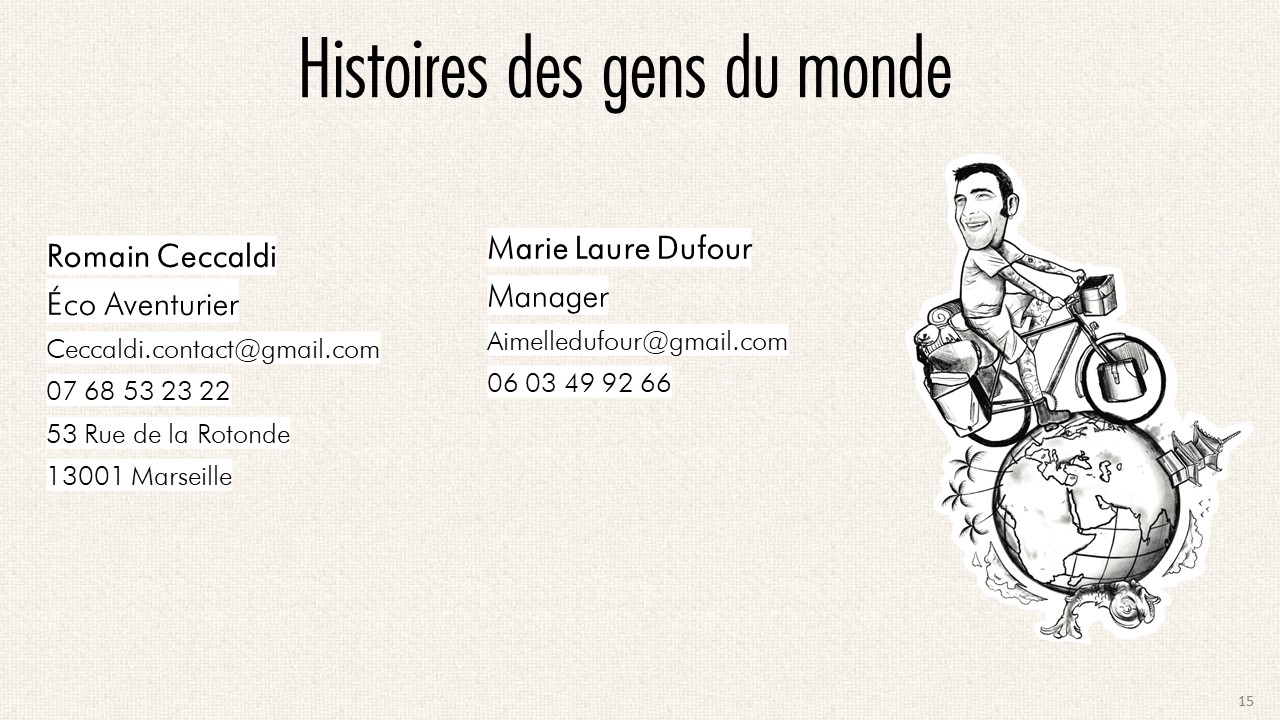 Histoires des gens du monde
Romain Ceccaldi
Éco Aventurier
Ceccaldi.contact@gmail.com
07 68 53 23 22
53 Rue de la Rotonde
13001 Marseille
Marie Laure Dufour
Manager
Aimelledufour@gmail.com
06 03 49 92 66
15